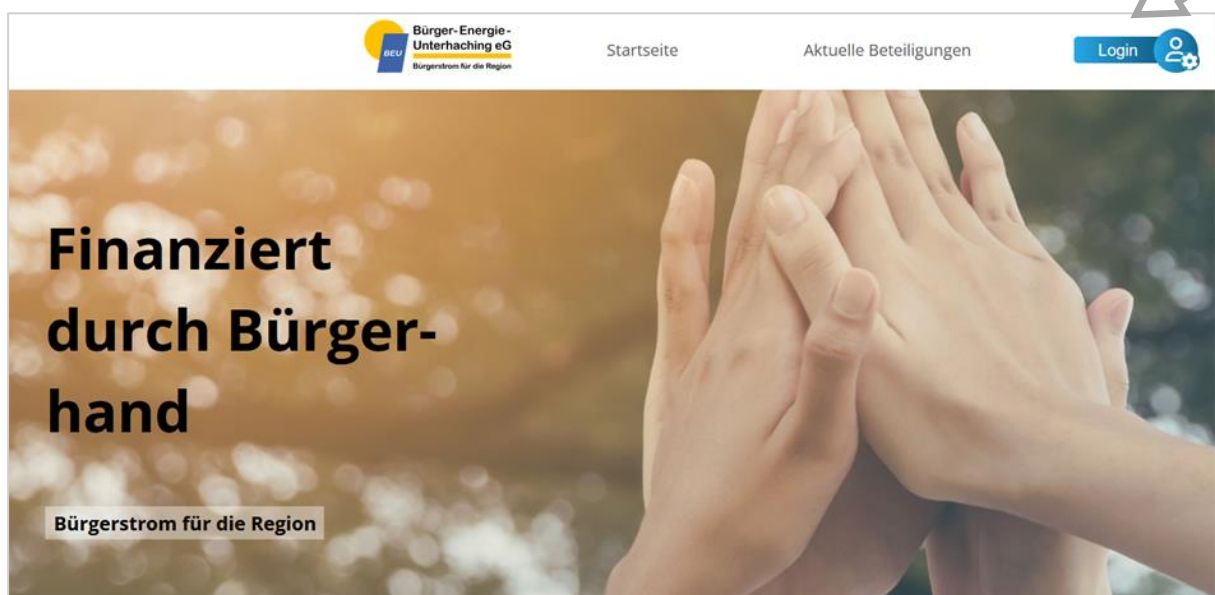 Bürger-Energie-
Unterhaching eG
BEU
Bürgerstrom für die Region
Startseite
Aktuelle Beteiligungen
Login
Finanziert
durch Bürger-
hand
Bürgerstrom für die Region